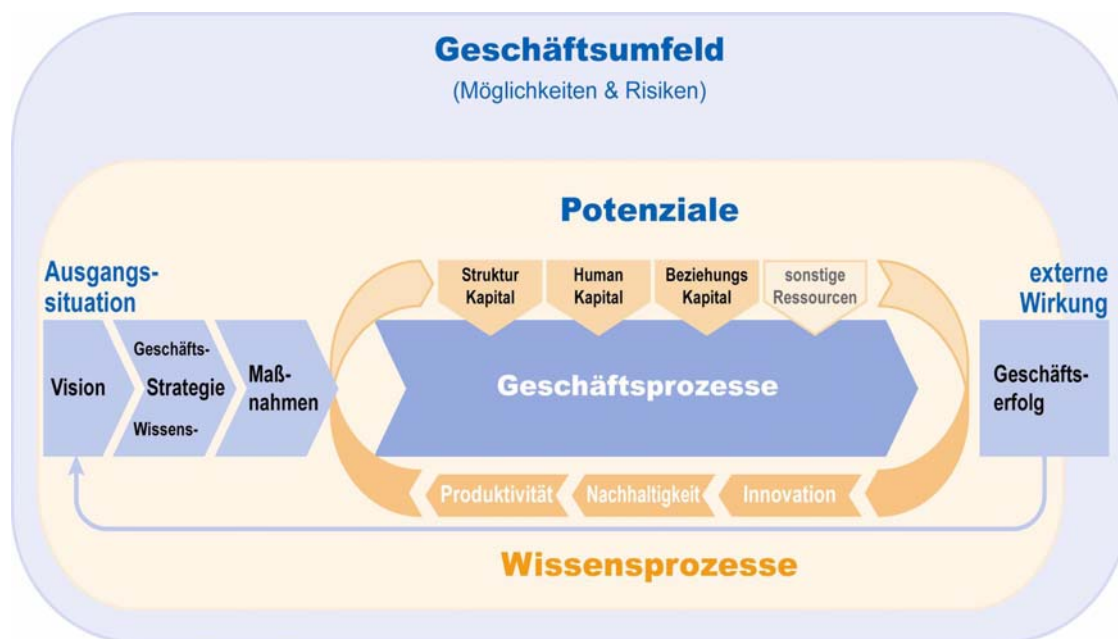 Geschäftsumfeld
(Möglichkeiten & Risiken)
Potenziale
Ausgangs-
situation
Struktur
Kapital
Human
Kapital
Beziehungs
Kapital
sonstige
Ressourcen
externe
Wirkung
Vision
Geschäfts-
Strategie
Wissens-
Maß-
nahmen
Geschäftsprozesse
Geschäfts-
erfolg
Produktivität
Nachhaltigkeit
Innovation
Wissensprozesse